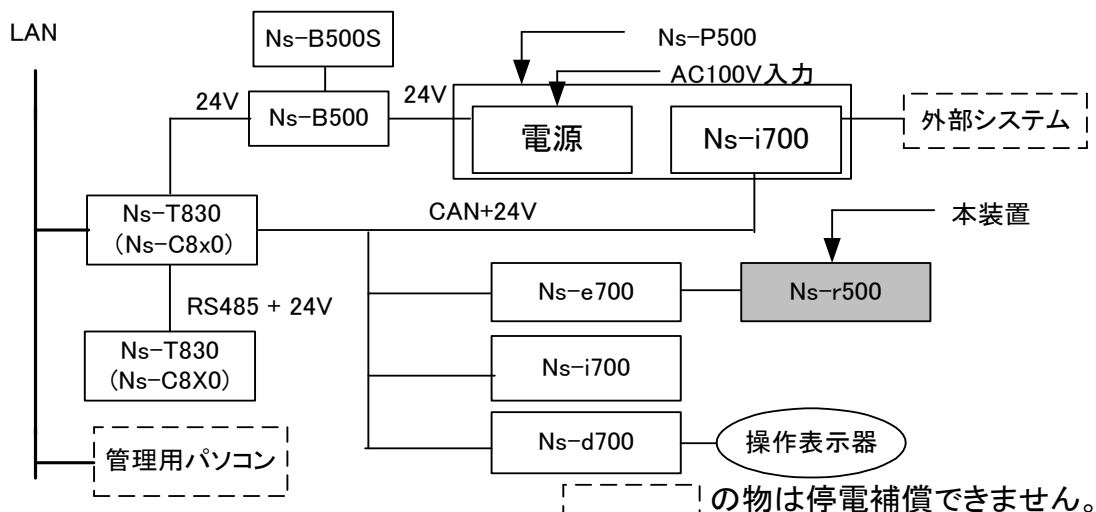 LAN
Ns-B500S
Ns-P500
AC100V入力
24V
Ns-B500
24V
電源
Ns-i700
外部システム
Ns-T830
(Ns-C8x0)
CAN+24V
本装置
Ns-e700
Ns-r500
RS485 + 24V
Ns-T830
(Ns-C8X0)
Ns-i700
管理用パソコン
Ns-d700
操作表示器
の物は停電補償できません。